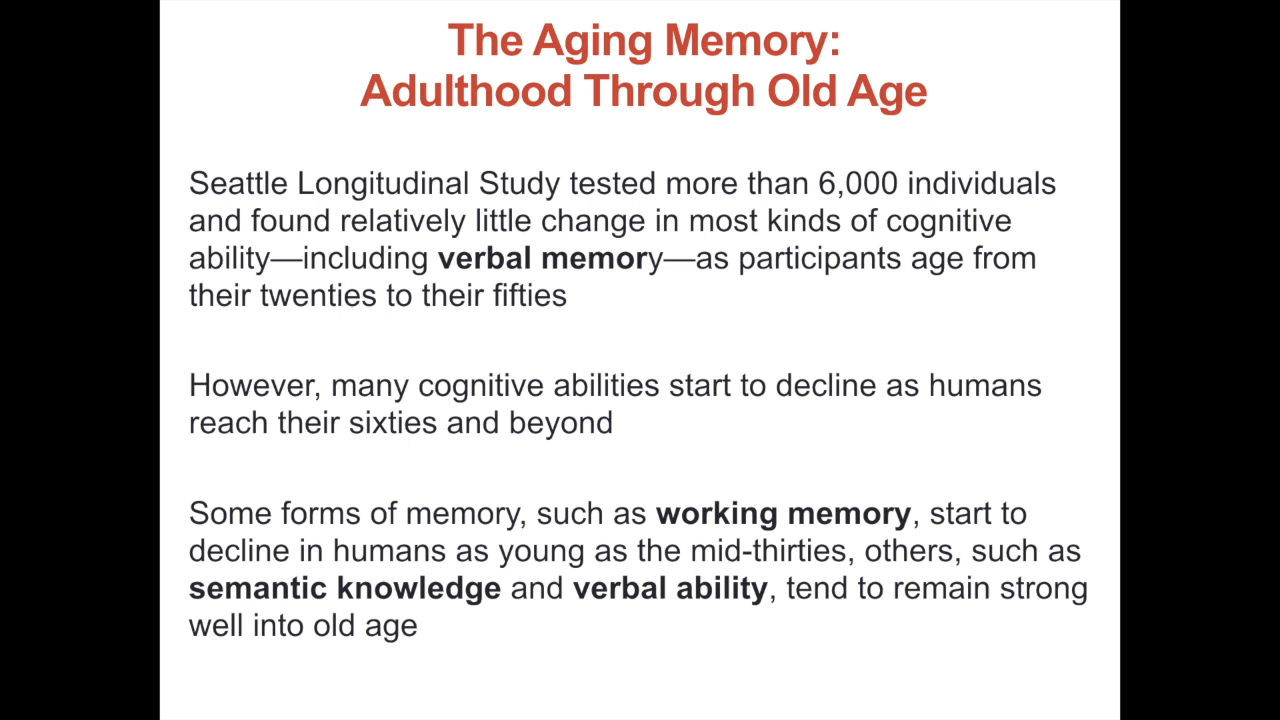 The Aging Memory:
Adulthood Through Old Age
Seattle Longitudinal Study tested more than 6,000 individuals
and found relatively little change in most kinds of cognitive
ability—including verbal memory—as participants age from
their twenties to their fifties
However, many cognitive abilities start to decline as humans
reach their sixties and beyond
Some forms of memory, such as working memory, start to
decline in humans as young as the mid-thirties, others, such as
semantic knowledge and verbal ability, tend to remain strong
well into old age